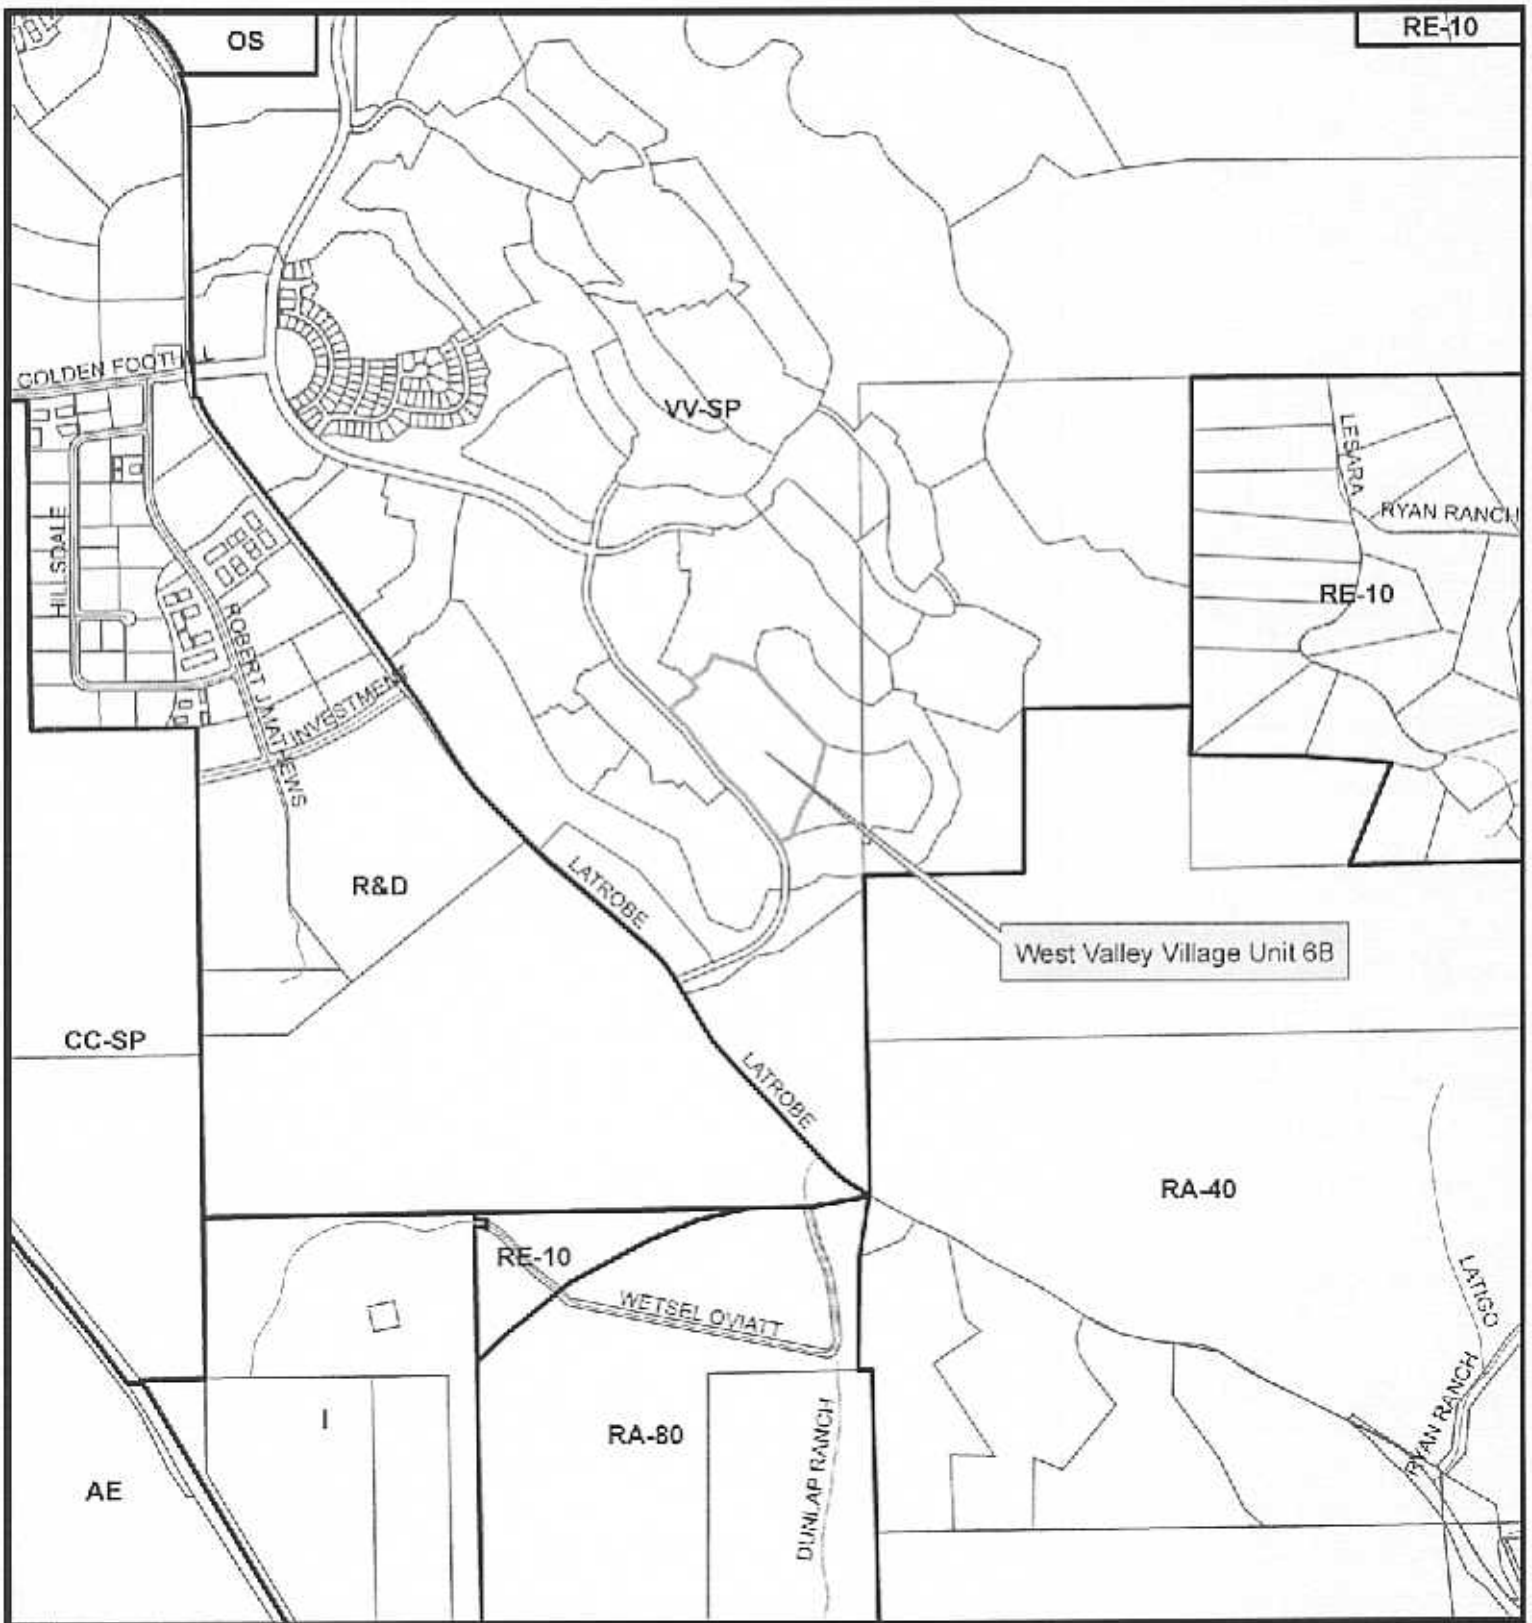 OS
RE-10
GOLDEN FOOTHILL
VV-SP
LESARA
RYAN RANCH
HILLSDALE
RE-10
ROBERT J MATHEWS
INVESTMENT
R&D
LATROBE
West Valley Village Unit 6B
CC-SP
LATROBE
RA-40
RE-10
WETSEL OVIATT
LATIGO
I
RA-80
DUNLAP RANCH
RYAN RANCH
AE